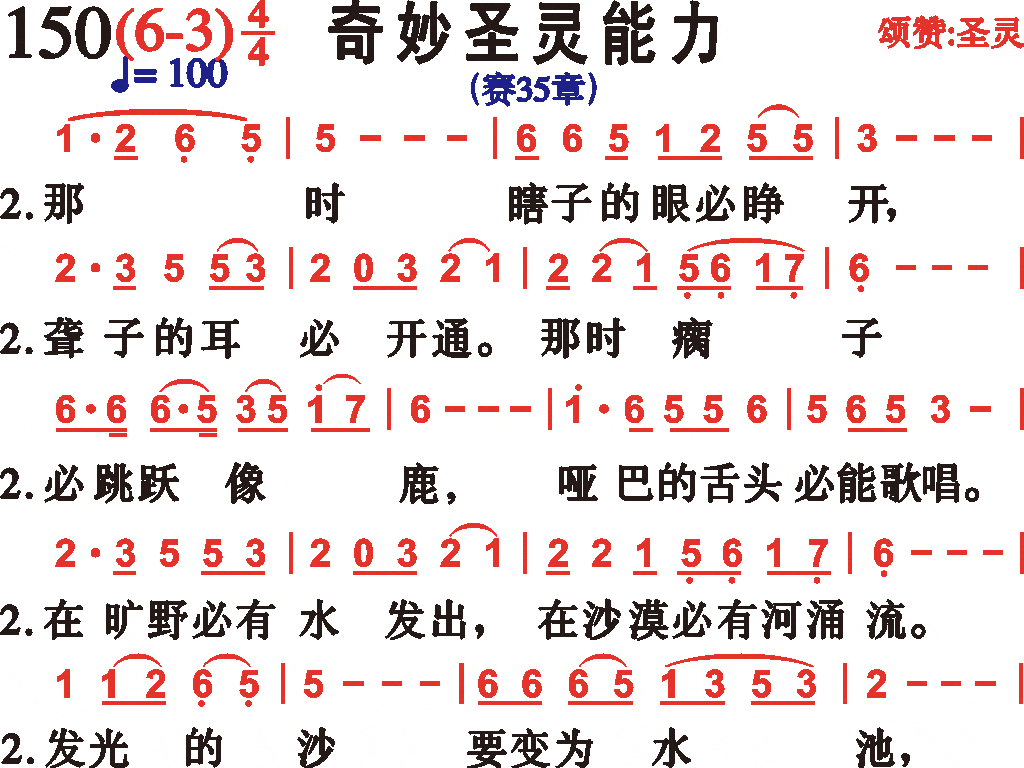 150(6-3) 4/4 奇妙圣灵能力 颂赞:圣灵
♩= 100 (赛35章)
1 · 2 6 5 | 5 - - - | 6 6 5 1 2 5 5 | 3 - - - |
2. 那 时 瞎子的眼必睁 开,
2 · 3 5 5 3 | 2 0 3 2 1 | 2 2 1 5 6 1 7 | 6 - - - |
2. 聋 子的耳 必 开通。 那时 瘸 子
6 · 6 6 · 5 3 5 1 7 | 6 - - - | 1 · 6 5 5 6 | 5 6 5 3 - |
2. 必 跳跃 像 鹿, 哑 巴的舌头 必能歌唱。
2 · 3 5 5 3 | 2 0 3 2 1 | 2 2 1 5 6 1 7 | 6 - - - |
2. 在 旷野必有 水 发出, 在沙漠必有河涌 流。
1 1 2 6 5 | 5 - - - | 6 6 6 5 1 3 5 3 | 2 - - - |
2. 发光 的 沙 要变为 水 池,